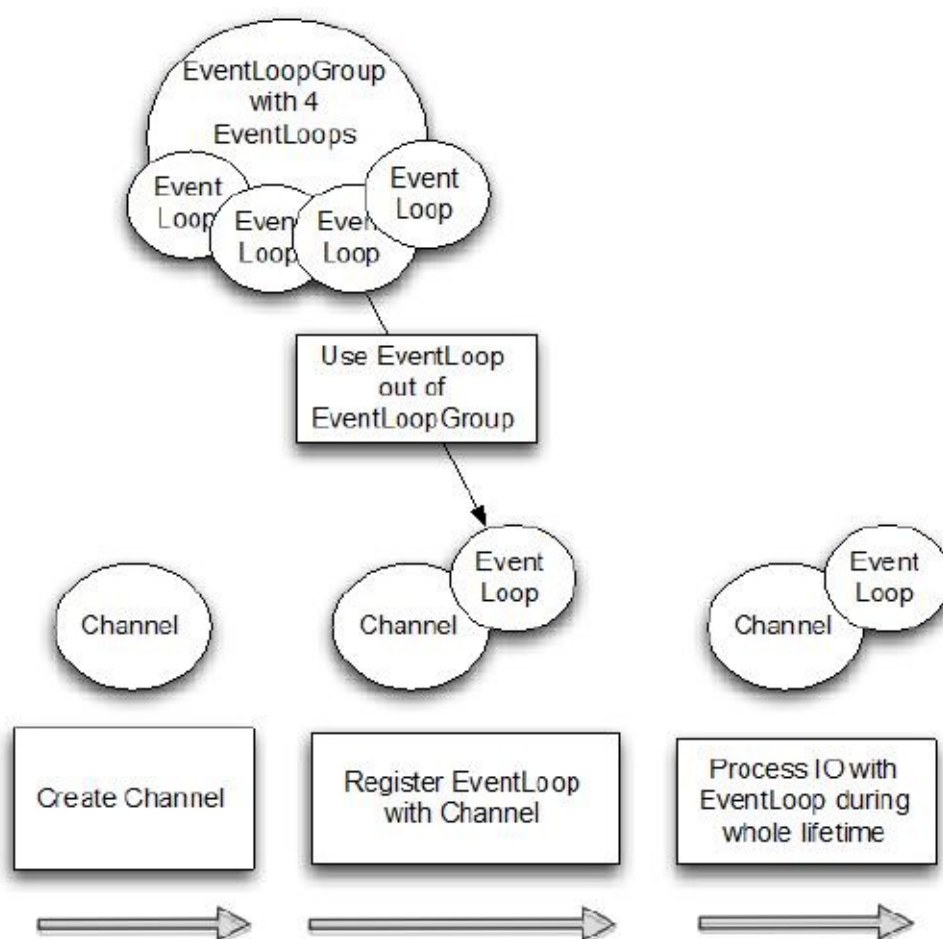 EventLoopGroup
with 4
EventLoops
Event
Loop
Event
Loop
Event
Loop
Event
Loop
Use EventLoop
out of
EventLoopGroup
Channel
Channel
Event
Loop
Channel
Event
Loop
Create Channel
Register EventLoop
with Channel
Process IO with
EventLoop during
whole lifetime